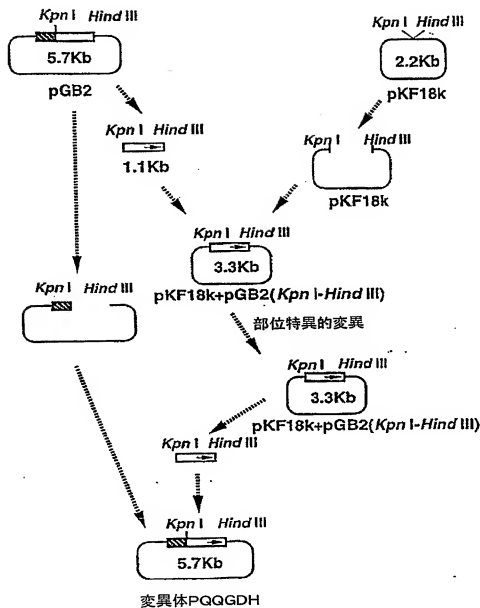 Kpn I Hind III
5.7Kb
pGB2
Kpn I Hind III
2.2Kb
pKF18k
Kpn I Hind III
1.1Kb
Kpn I Hind III
pKF18k
Kpn I Hind III
3.3Kb
pKF18k+pGB2(Kpn I-Hind III)
Kpn I Hind III
部位特異的変異
Kpn I Hind III
3.3Kb
pKF18k+pGB2(Kpn I-Hind III)
Kpn I Hind III
Kpn I Hind III
5.7Kb
変異体PQQGDH